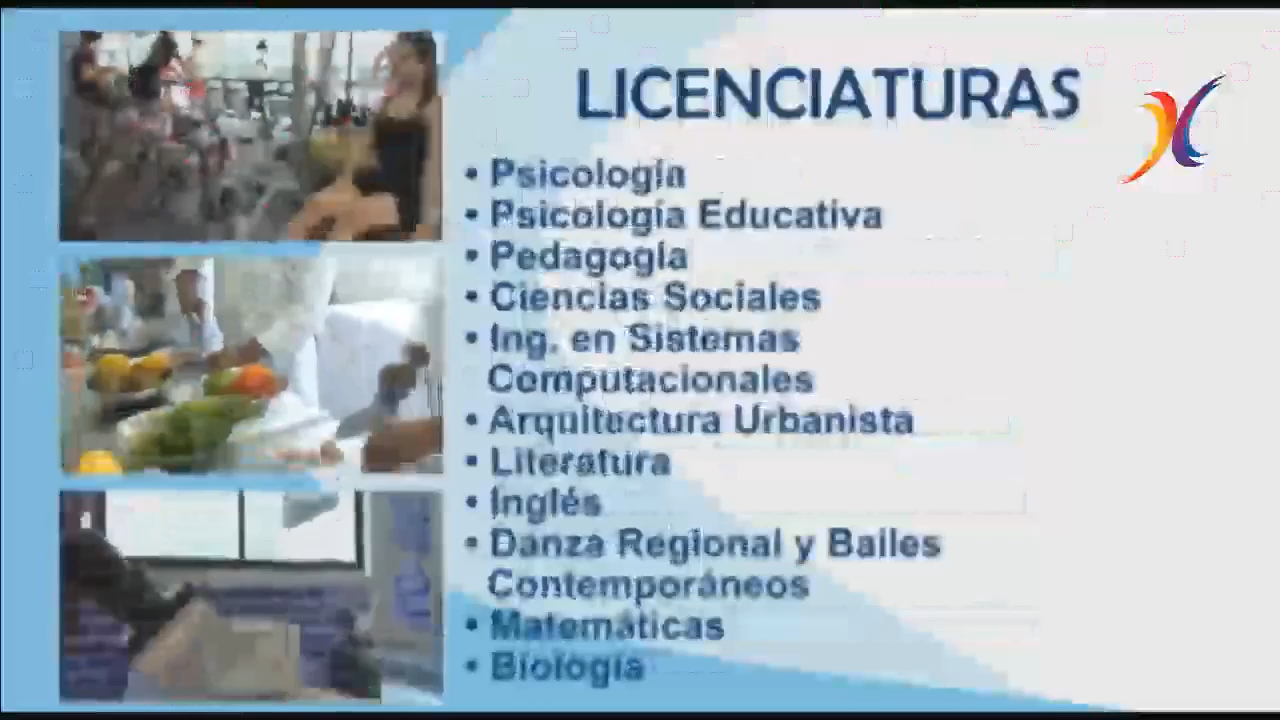 LICENCIATURAS
• Psicología
• Psicología Educativa
• Pedagogía
• Ciencias Sociales
• Ing. en Sistemas
Computacionales
• Arquitectura Urbanista
• Literatura
• Inglés
• Danza Regional y Bailes
Contemporáneos
• Matemáticas
• Biología